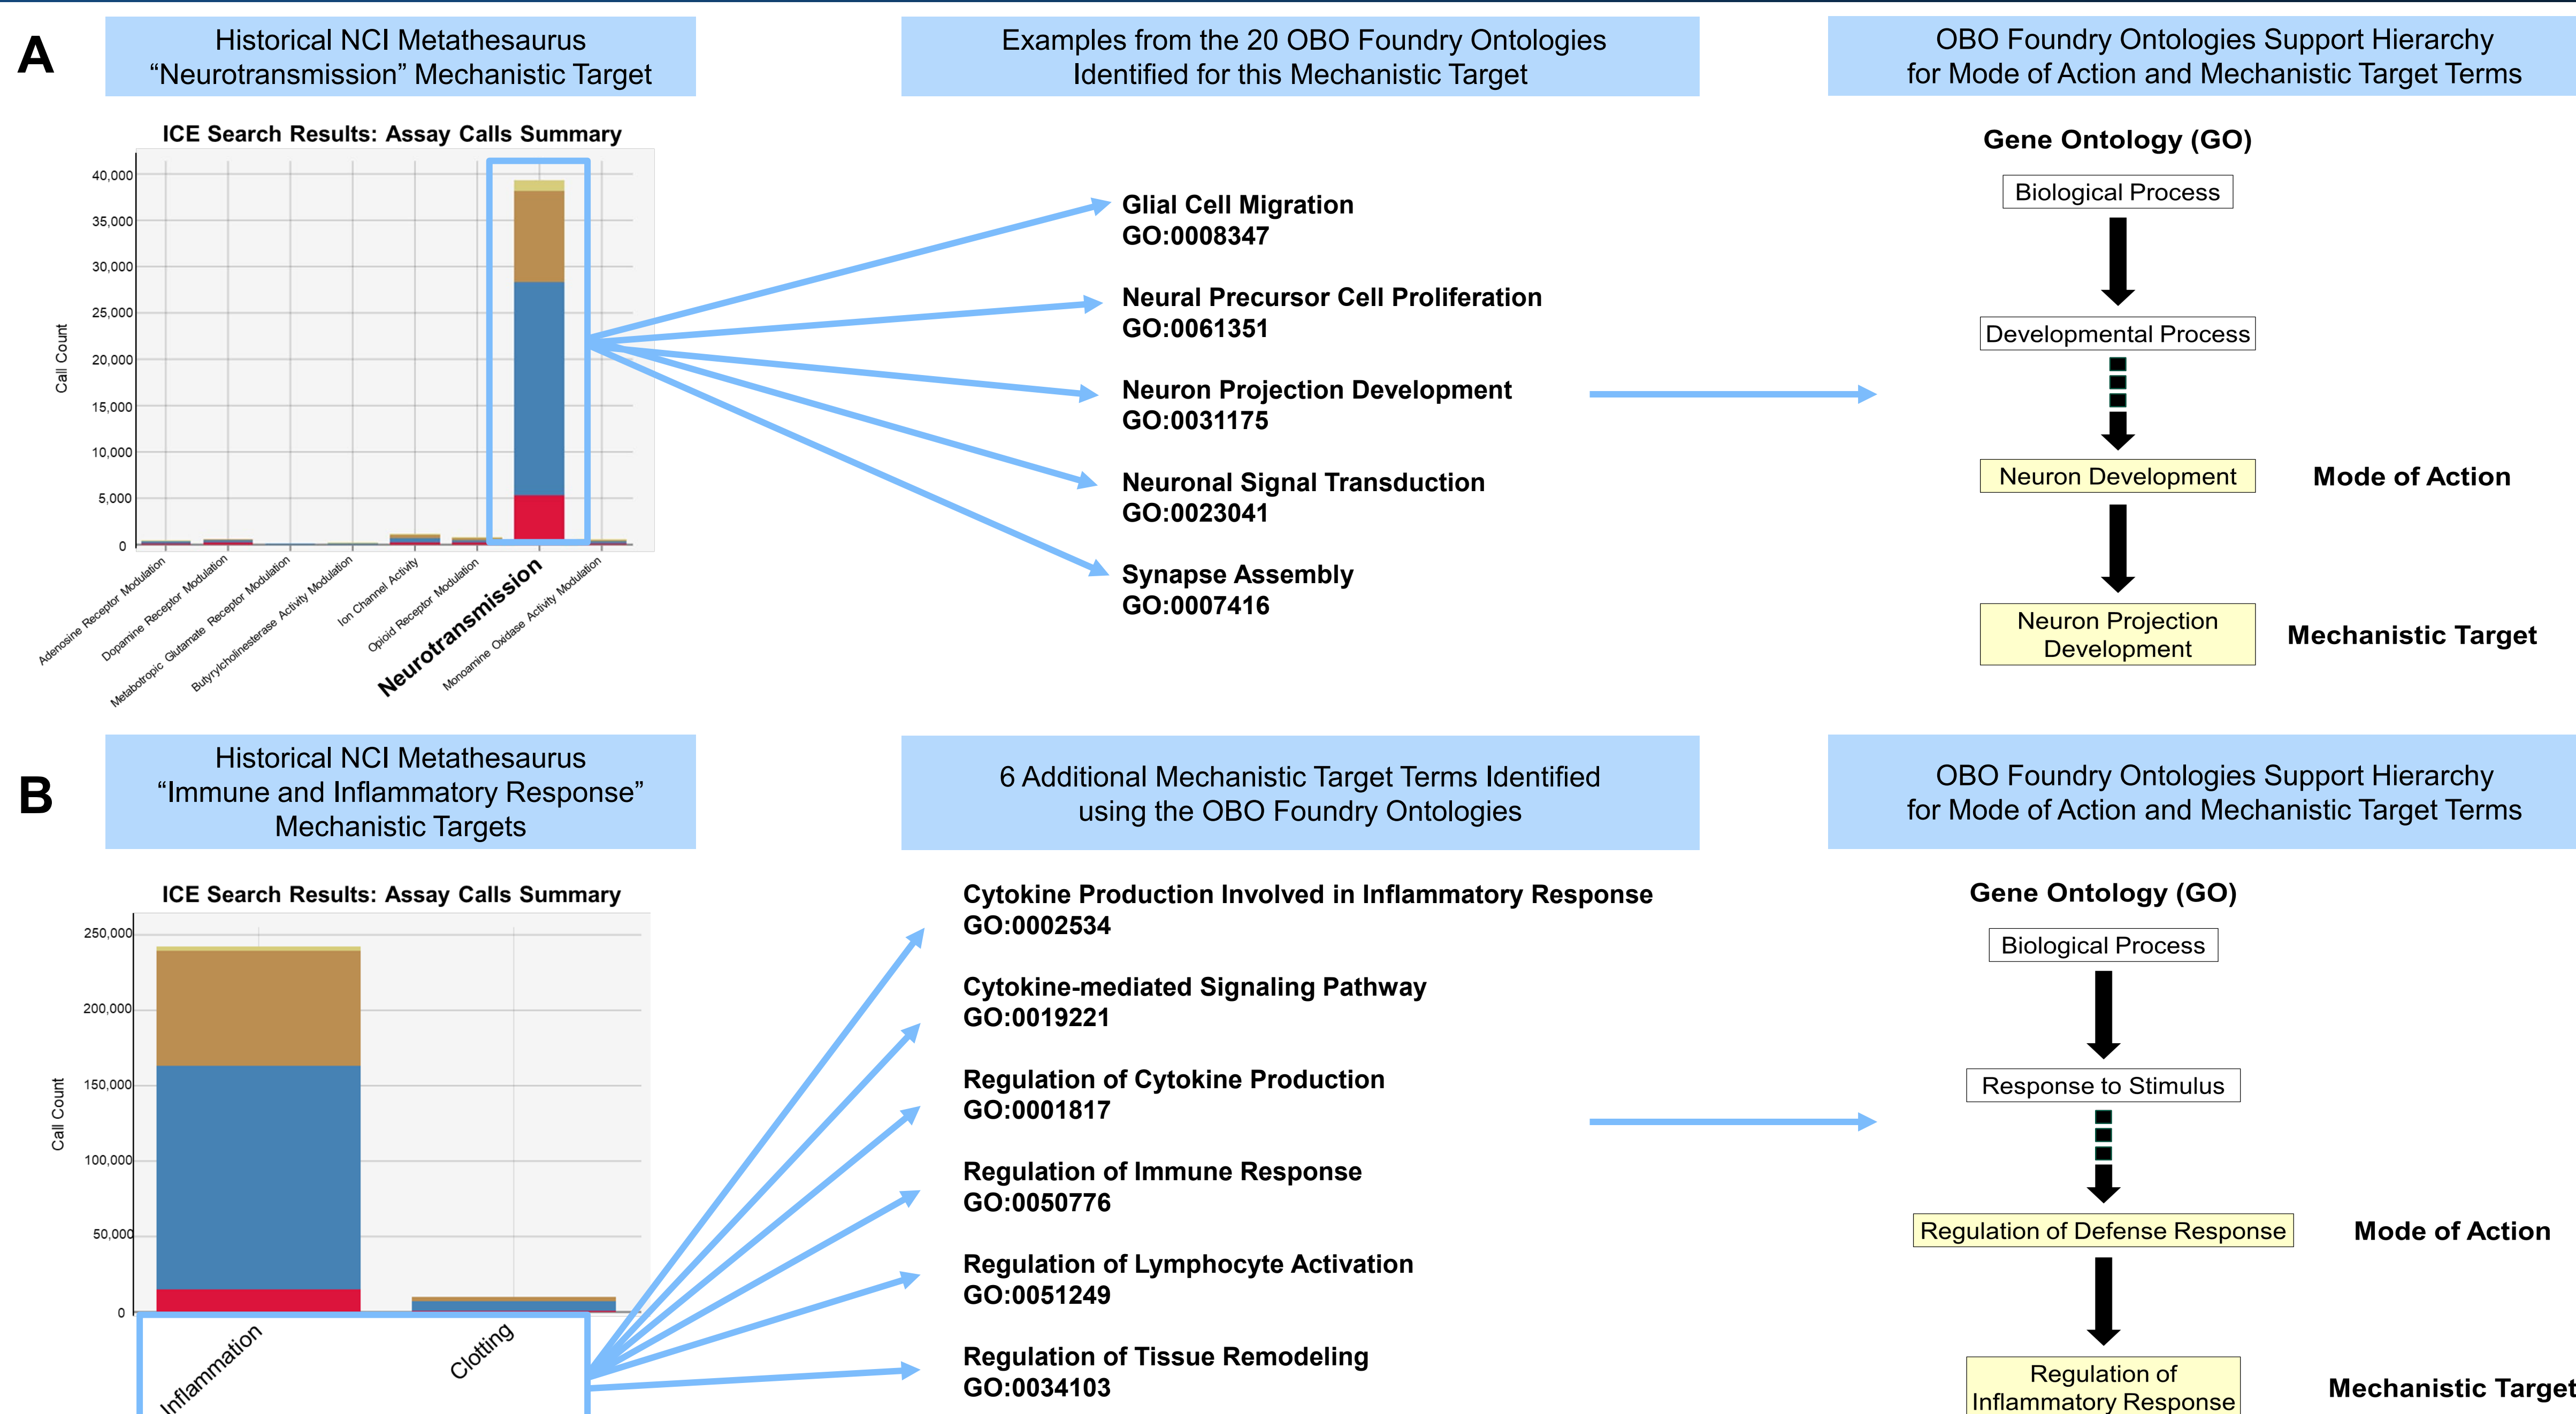 A
Historical NCI Metathesaurus
“Neurotransmission” Mechanistic Target
Examples from the 20 OBO Foundry Ontologies
Identified for this Mechanistic Target
OBO Foundry Ontologies Support Hierarchy
for Mode of Action and Mechanistic Target Terms
ICE Search Results: Assay Calls Summary
Call Count
40,000
35,000
30,000
25,000
20,000
15,000
10,000
5,000
0
Adenosine Receptor Modulation
Dopamine Receptor Modulation
Metabotropic Glutamate Receptor Modulation
Butyrylcholinesterase Activity Modulation
Ion Channel Activity
Opioid Receptor Modulation
Neurotransmission
Monoamine Oxidase Activity Modulation
Glial Cell Migration
GO:0008347
Neural Precursor Cell Proliferation
GO:0061351
Neuron Projection Development
GO:0031175
Neuronal Signal Transduction
GO:0023041
Synapse Assembly
GO:0007416
Gene Ontology (GO)
Biological Process
Developmental Process
Neuron Development
Mode of Action
Neuron Projection
Development
Mechanistic Target
B
Historical NCI Metathesaurus
“Immune and Inflammatory Response”
Mechanistic Targets
6 Additional Mechanistic Target Terms Identified
using the OBO Foundry Ontologies
OBO Foundry Ontologies Support Hierarchy
for Mode of Action and Mechanistic Target Terms
ICE Search Results: Assay Calls Summary
Call Count
250,000
200,000
150,000
100,000
50,000
0
Inflammation
Clotting
Cytokine Production Involved in Inflammatory Response
GO:0002534
Cytokine-mediated Signaling Pathway
GO:0019221
Regulation of Cytokine Production
GO:0001817
Regulation of Immune Response
GO:0050776
Regulation of Lymphocyte Activation
GO:0051249
Regulation of Tissue Remodeling
GO:0034103
Gene Ontology (GO)
Biological Process
Response to Stimulus
Regulation of Defense Response
Mode of Action
Regulation of
Inflammatory Response
Mechanistic Target